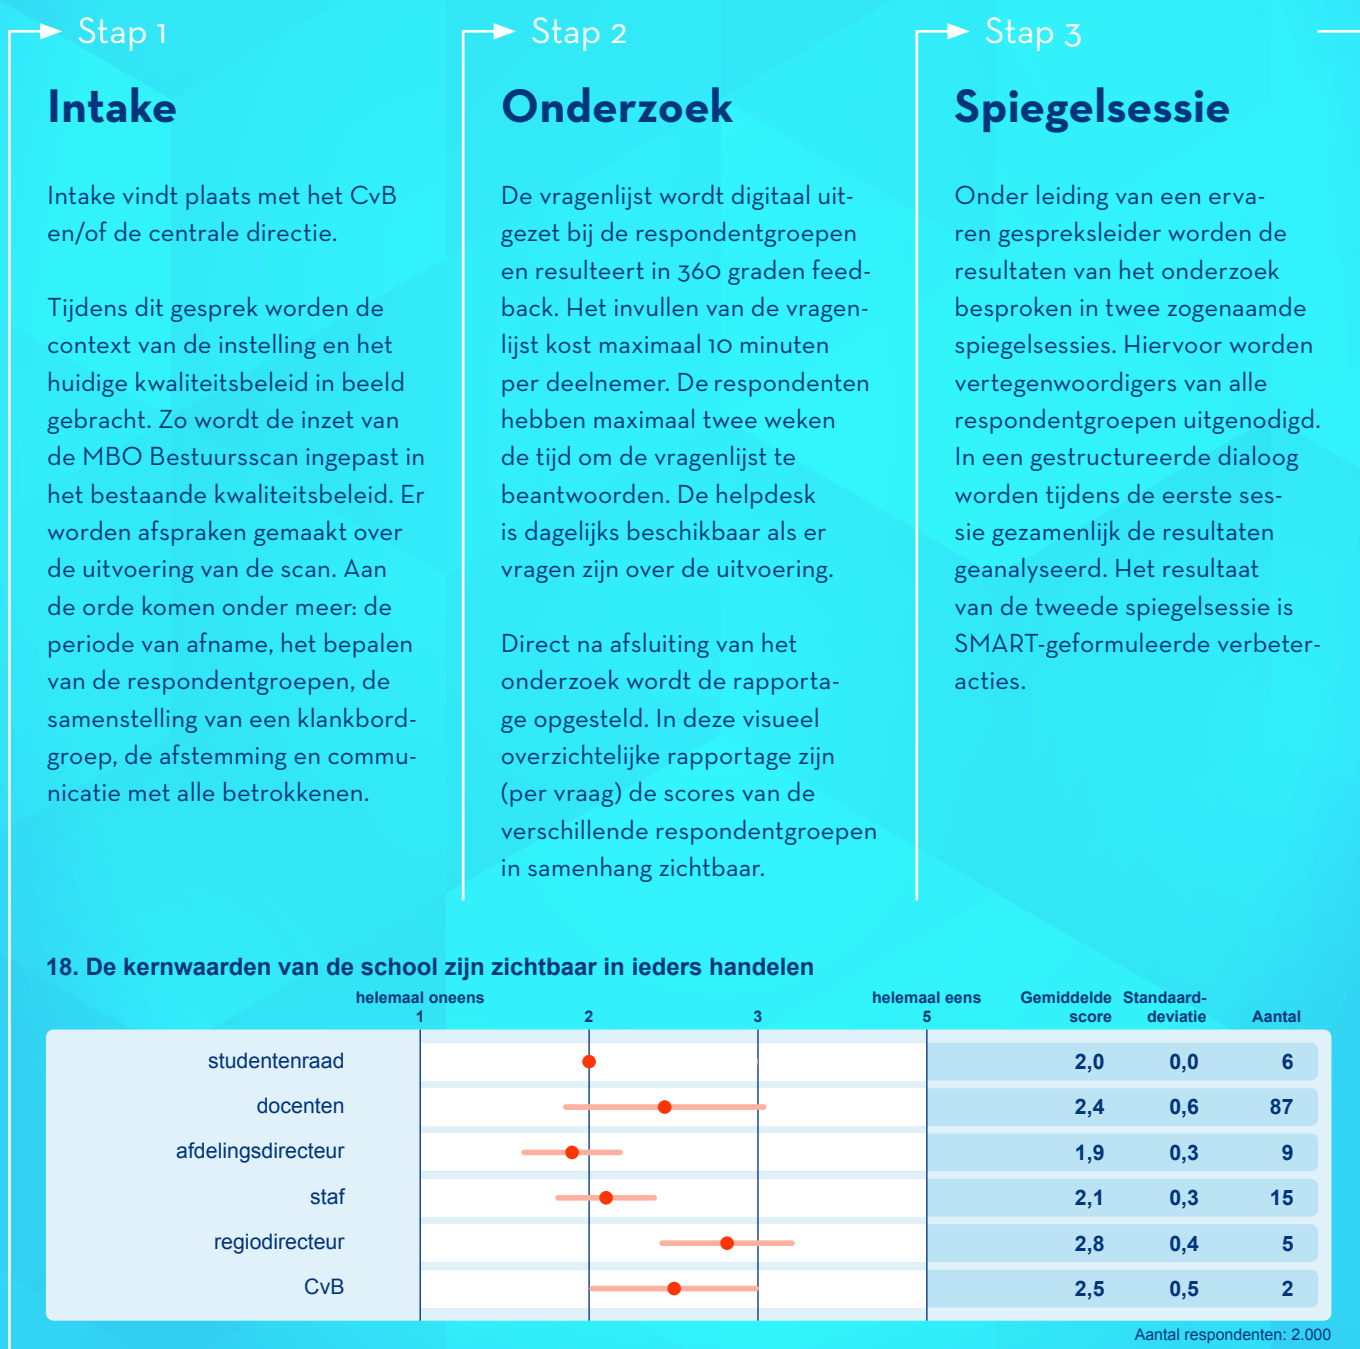 Stap 1
Intake
Intake vindt plaats met het CvB
en/of de centrale directie.
Tijdens dit gesprek worden de
context van de instelling en het
huidige kwaliteitsbeleid in beeld
gebracht. Zo wordt de inzet van
de MBO Bestuursscan ingepast in
het bestaande kwaliteitsbeleid. Er
worden afspraken gemaakt over
de uitvoering van de scan. Aan
de orde komen onder meer: de
periode van afname, het bepalen
van de respondentgroepen, de
samenstelling van een klankbord-
groep, de afstemming en commu-
nicatie met alle betrokkenen.
Stap 2
Onderzoek
De vragenlijst wordt digitaal uit-
gezet bij de respondentgroepen
en resulteert in 360 graden feed-
back. Het invullen van de vragen-
lijst kost maximaal 10 minuten
per deelnemer. De respondenten
hebben maximaal twee weken
de tijd om de vragenlijst te
beantwoorden. De helpdesk
is dagelijks beschikbaar als er
vragen zijn over de uitvoering.
Direct na afsluiting van het
onderzoek wordt de rapporta-
ge opgesteld. In deze visueel
overzichtelijke rapportage zijn
(per vraag) de scores van de
verschillende respondentgroepen
in samenhang zichtbaar.
Stap 3
Spiegelsessie
Onder leiding van een erva-
ren gespreksleider worden de
resultaten van het onderzoek
besproken in twee zogenaamde
spiegelsessies. Hiervoor worden
vertegenwoordigers van alle
respondentgroepen uitgenodigd.
In een gestructureerde dialoog
worden tijdens de eerste ses-
sie gezamenlijk de resultaten
geanalyseerd. Het resultaat
van de tweede spiegelsessie is
SMART-geformuleerde verbeter-
acties.
18. De kernwaarden van de school zijn zichtbaar in ieders handelen
helemaal oneens helemaal eens Gemiddelde Standaard-
1 2 3 5 score deviatie Aantal
studentenraad 2,0 0,0 6
docenten 2,4 0,6 87
afdelingsdirecteur 1,9 0,3 9
staf 2,1 0,3 15
regiodirecteur 2,8 0,4 5
CvB 2,5 0,5 2
Aantal respondenten: 2.000